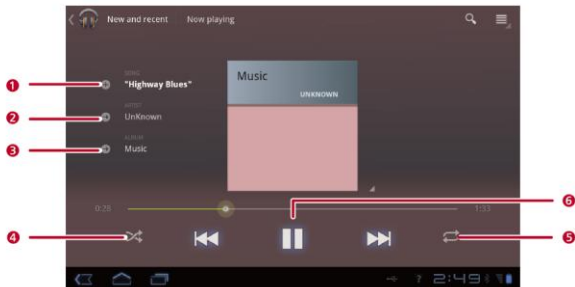 New and recent Now playing
1 SONG
"Highway Blues"
2 ARTIST
UnKnown
3 ALBUM
Music
Music
UNKNOWN
6
0:28 1:33
4 5
? 2:49